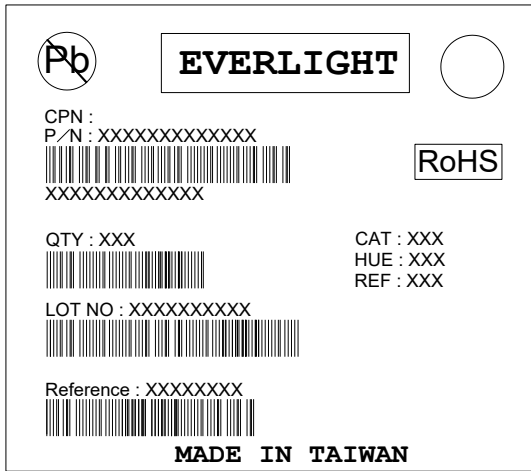 Pb
EVERLIGHT
CPN :
P/N : XXXXXXXXXXXXX
RoHS
XXXXXXXXXXXXX
QTY : XXX
CAT : XXX
HUE : XXX
REF : XXX
LOT NO : XXXXXXXXXX
Reference : XXXXXXXX
MADE IN TAIWAN